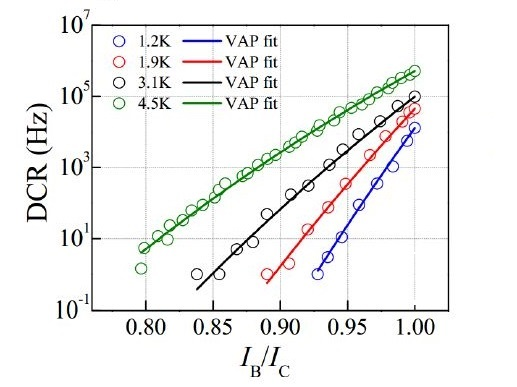 10^7
10^5
10^3
10^1
10^-1
DCR (Hz)
1.2K VAP fit
1.9K VAP fit
3.1K VAP fit
4.5K VAP fit
0.80 0.85 0.90 0.95 1.00
I_B/I_C